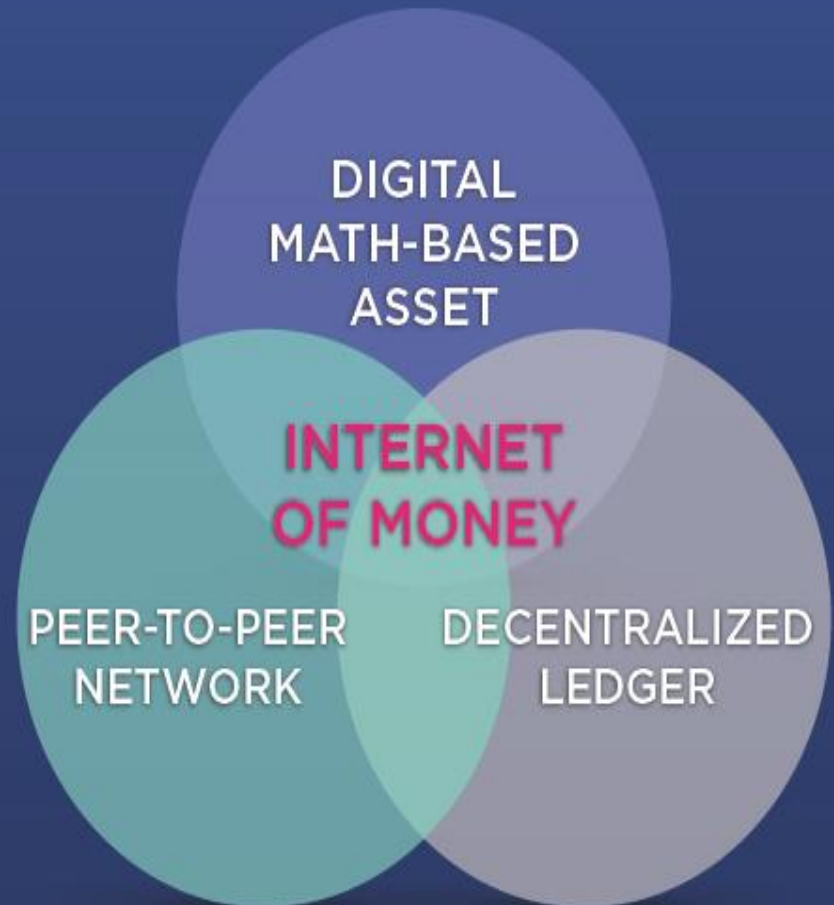 DIGITAL
MATH-BASED
ASSET
INTERNET
OF MONEY
PEER-TO-PEER
NETWORK
DECENTRALIZED
LEDGER